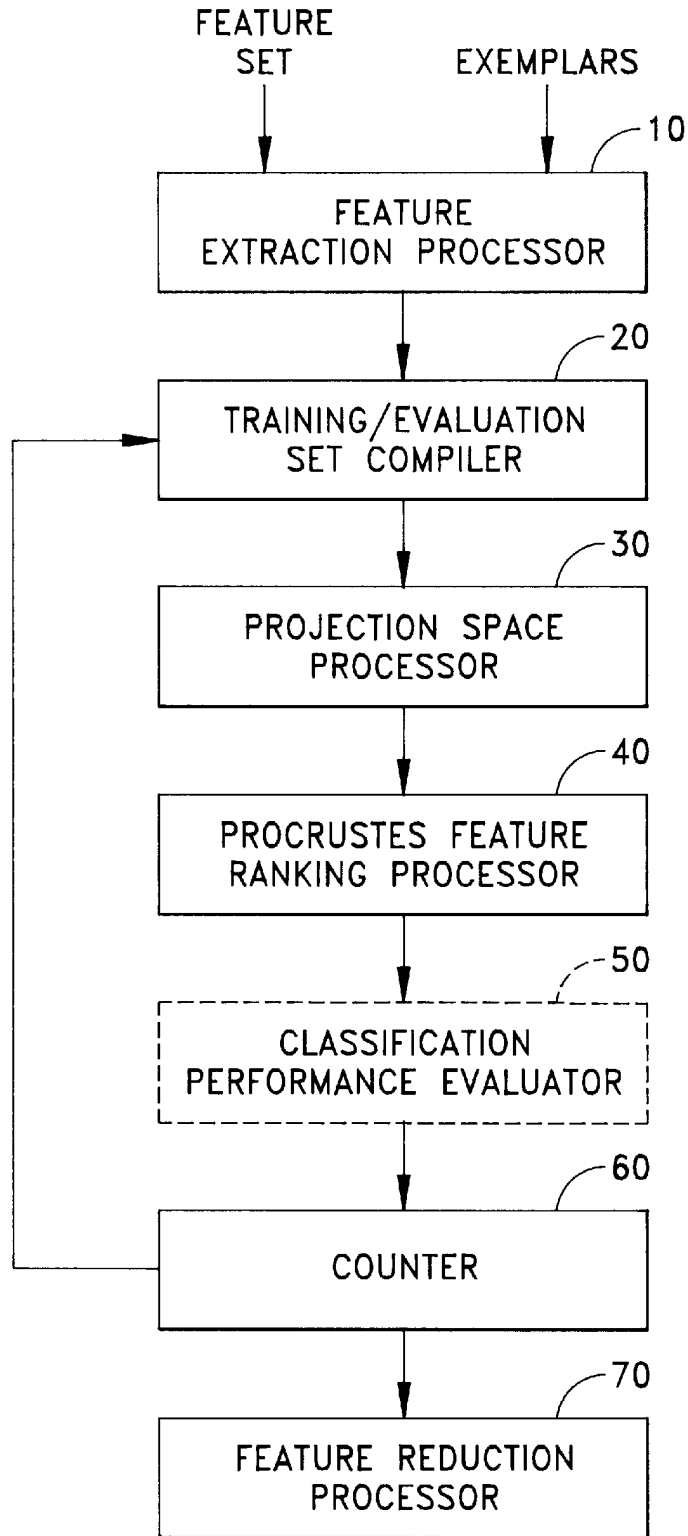 FEATURE
SET
EXEMPLARS
10
FEATURE
EXTRACTION PROCESSOR
20
TRAINING/EVALUATION
SET COMPILER
30
PROJECTION SPACE
PROCESSOR
40
PROCRUSTES FEATURE
RANKING PROCESSOR
50
CLASSIFICATION
PERFORMANCE EVALUATOR
60
COUNTER
70
FEATURE REDUCTION
PROCESSOR